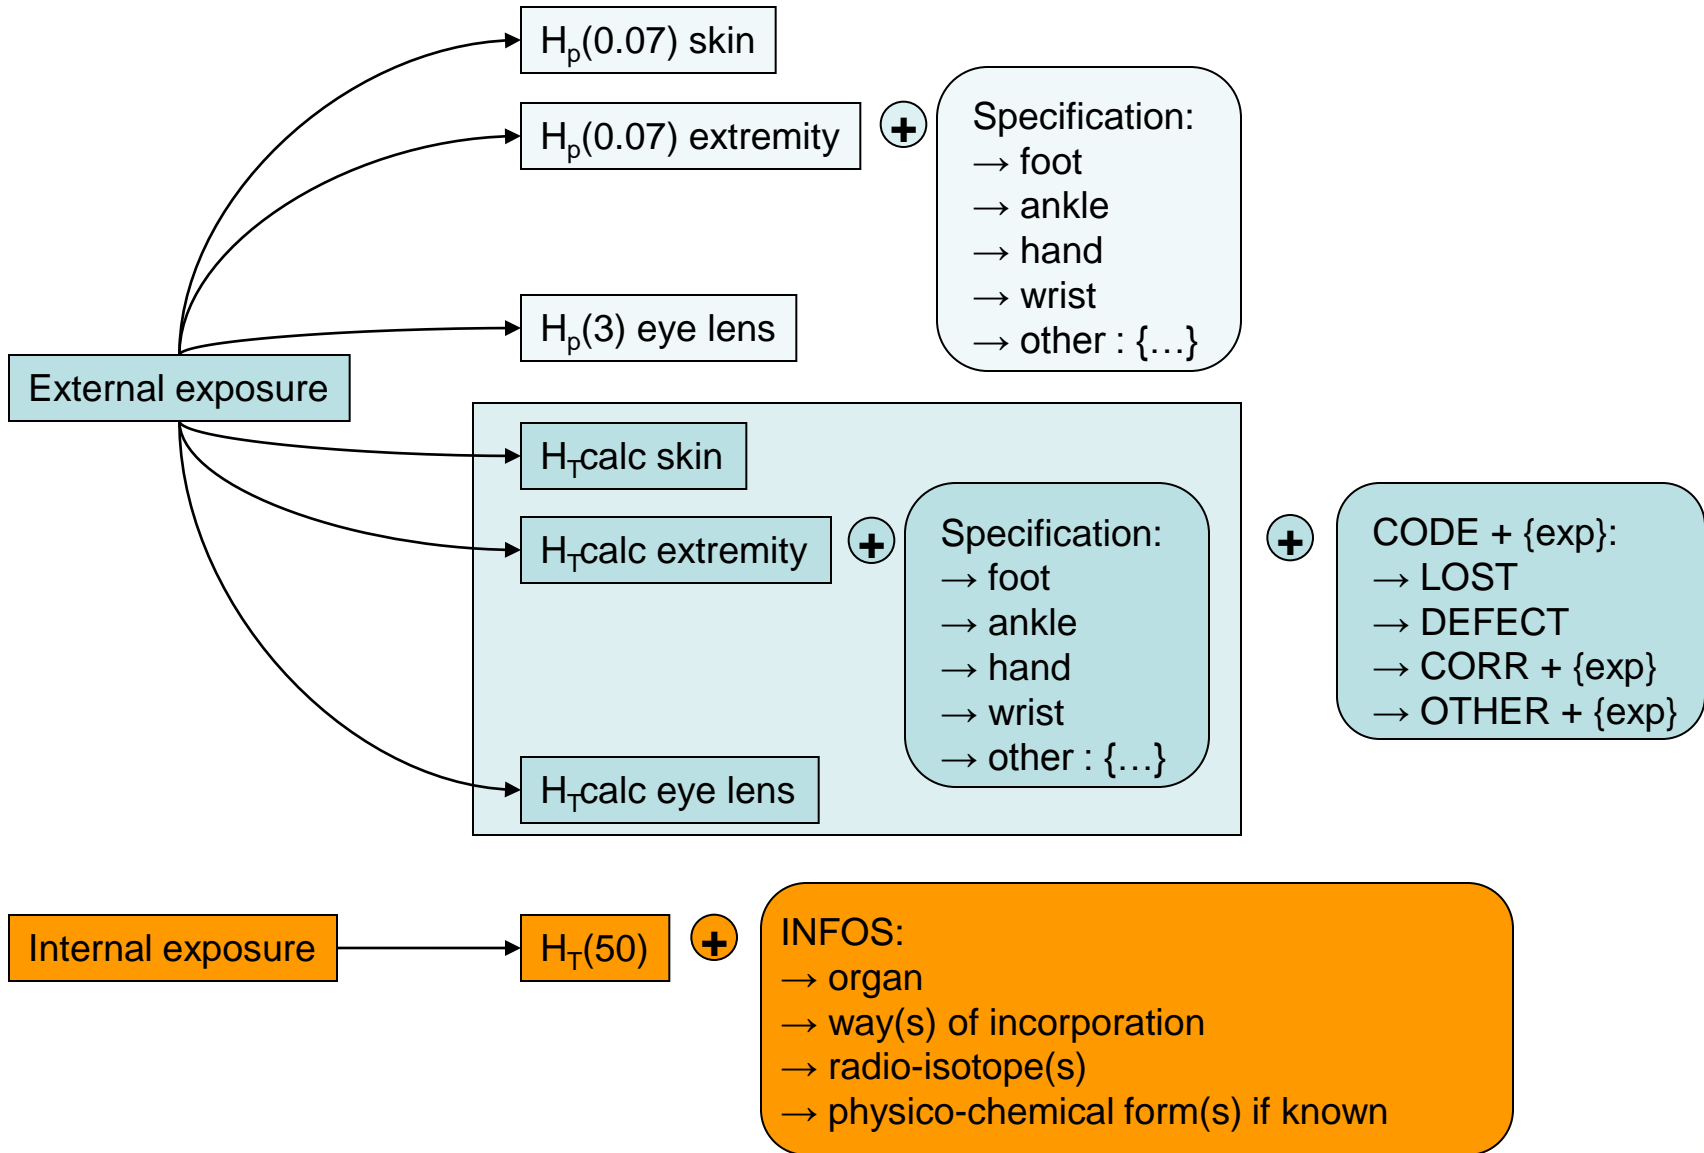 Hp(0.07) skin
Hp(0.07) extremity
+
Specification:
→ foot
→ ankle
→ hand
→ wrist
→ other : {…}
Hp(3) eye lens
External exposure
HTcalc skin
HTcalc extremity
+
Specification:
→ foot
→ ankle
→ hand
→ wrist
→ other : {…}
HTcalc eye lens
+
CODE + {exp}:
→ LOST
→ DEFECT
→ CORR + {exp}
→ OTHER + {exp}
Internal exposure
HT(50)
+
INFOS:
→ organ
→ way(s) of incorporation
→ radio-isotope(s)
→ physico-chemical form(s) if known